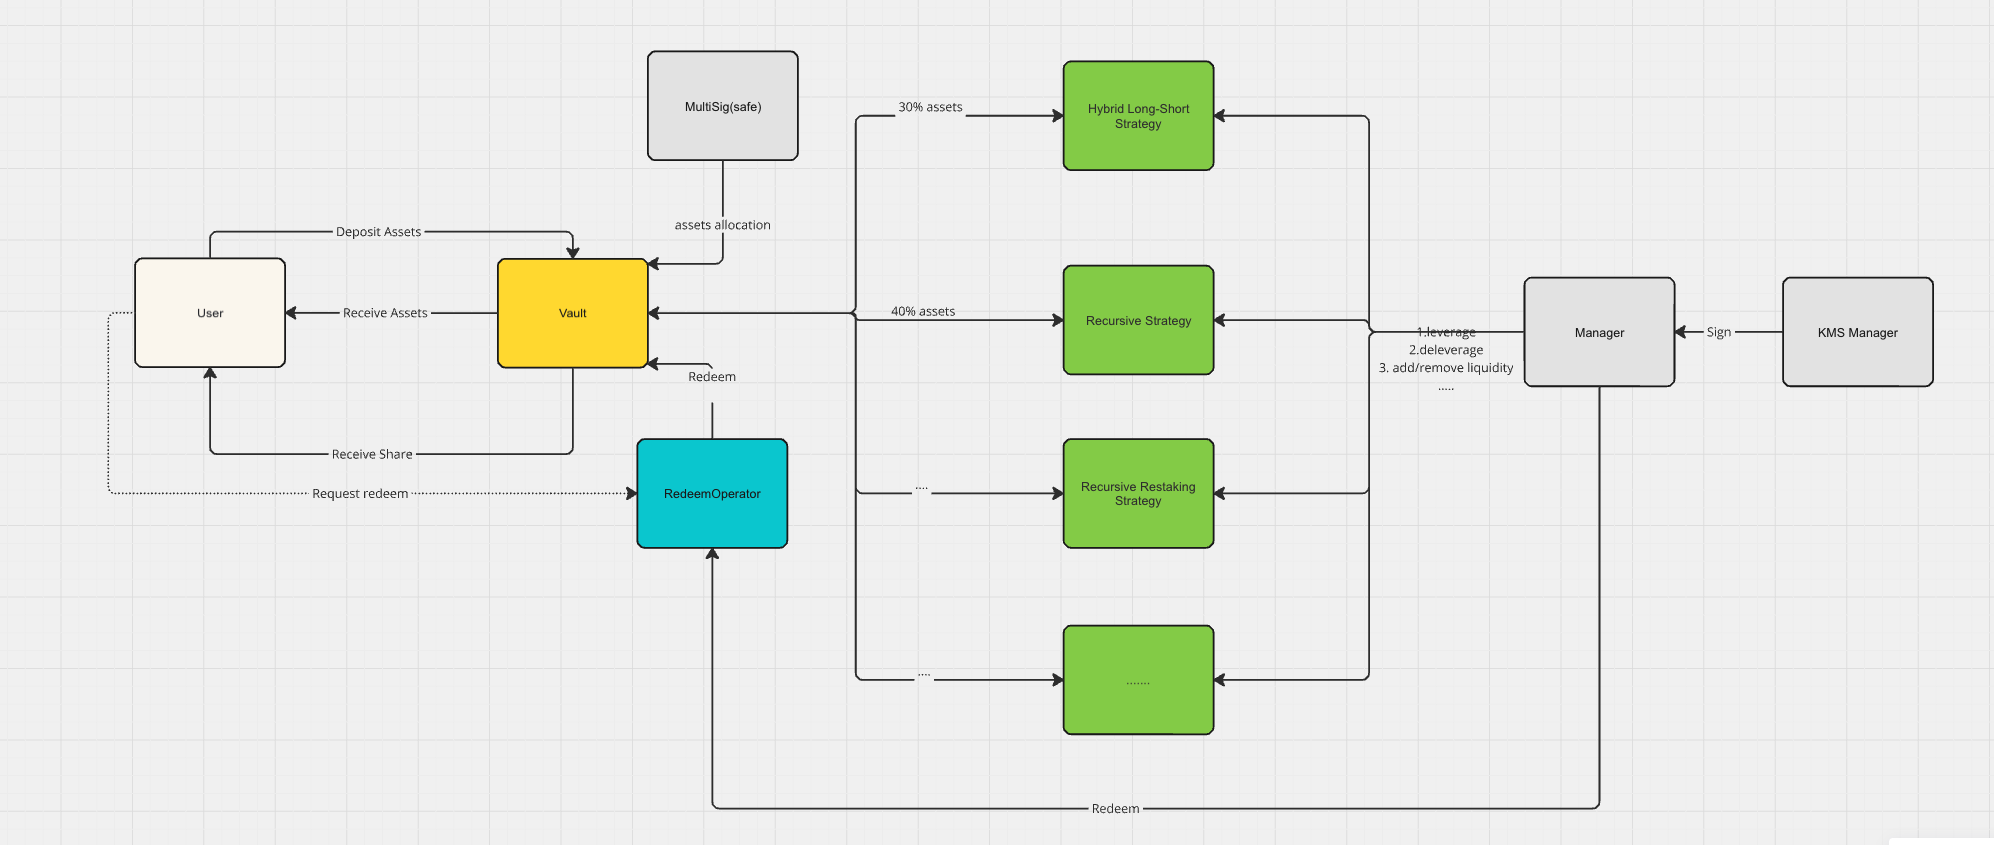 MultiSig(safe)
30% assets
Hybrid Long-Short
Strategy
assets allocation
Deposit Assets
User
Receive Assets
Vault
40% assets
Recursive Strategy
1.leverage
2.deleverage
3. add/remove liquidity
.....
Manager
Sign
KMS Manager
Redeem
Receive Share
Request redeem
RedeemOperator
....
Recursive Restaking
Strategy
....
.......
Redeem